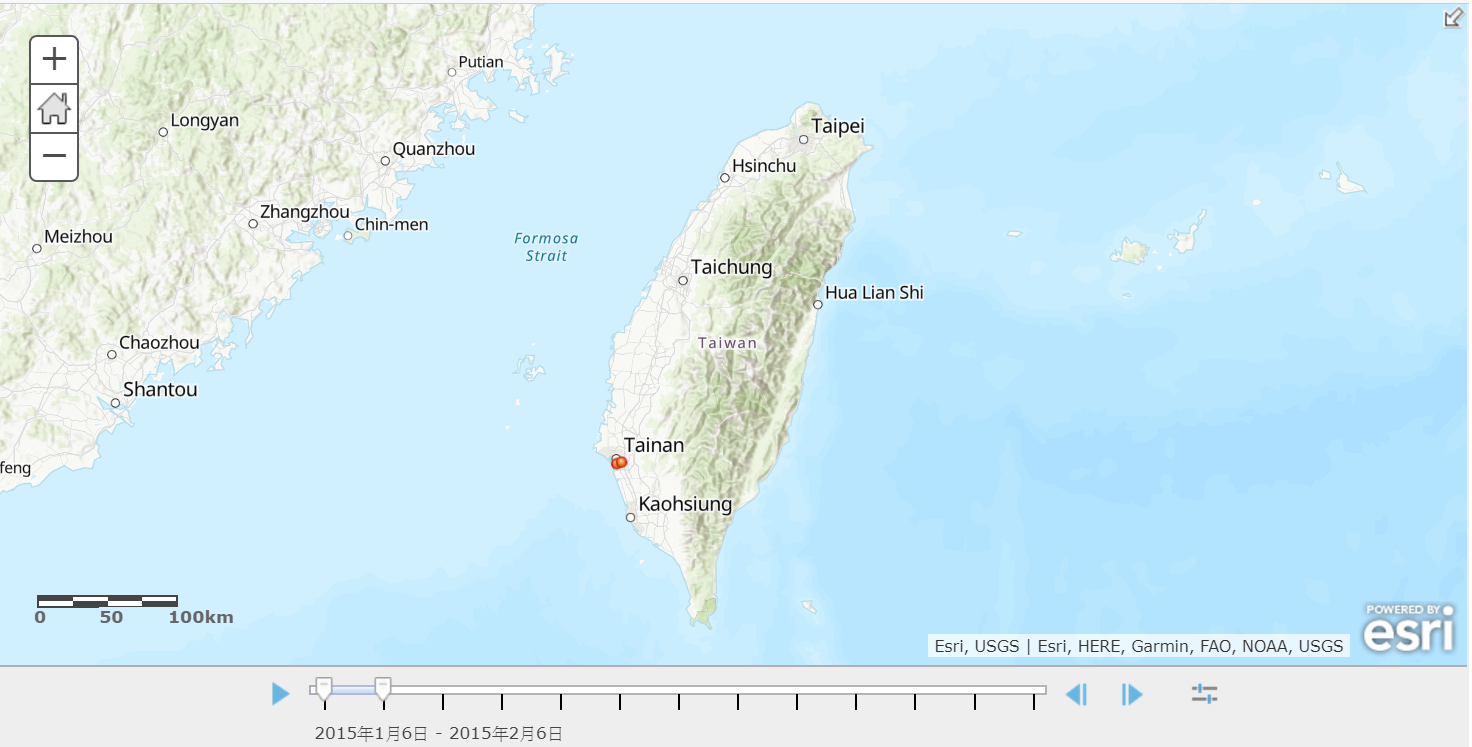 Putian
Longyan
Taipei
Quanzhou
Hsinchu
Zhangzhou
Chin-men
Meizhou
Formosa
Strait
Taichung
Hua Lian Shi
Chaozhou
Taiwan
Shantou
Tainan
feng
Kaohsiung
0 50 100km
POWERED BY
esri
Esri, USGS | Esri, HERE, Garmin, FAO, NOAA, USGS
2015年1月6日 - 2015年2月6日